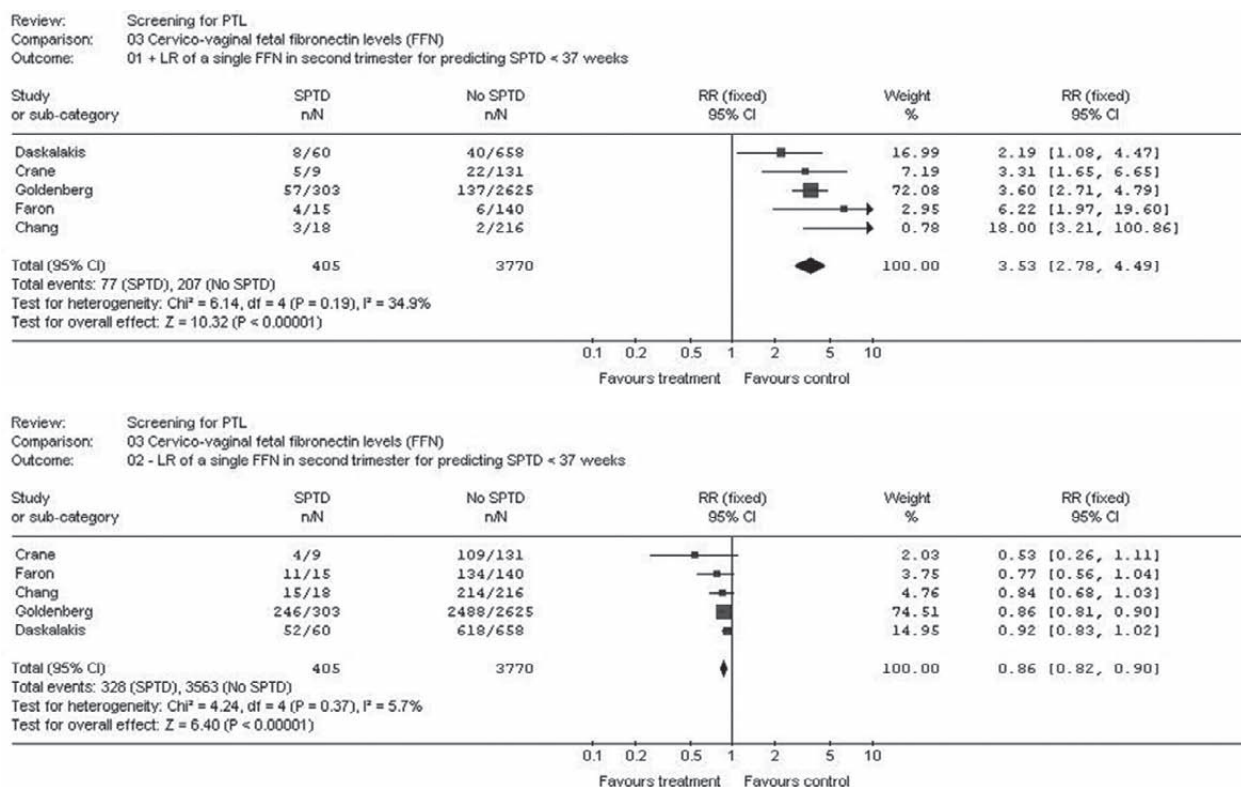 Review: Screening for PTL
Comparison: 03 Cervico-vaginal fetal fibronectin levels (FFN)
Outcome: 01 + LR of a single FFN in second trimester for predicting SPTD < 37 weeks
Study SPTD No SPTD RR (fixed) Weight RR (fixed)
or sub-category n/N n/N 95% CI % 95% CI
Daskalakis 8/60 40/658 16.99 2.19 [1.08, 4.47]
Crane 5/9 22/131 7.19 3.31 [1.65, 6.65]
Goldenberg 57/303 137/2625 72.08 3.60 [2.71, 4.79]
Faron 4/15 6/140 2.95 6.22 [1.97, 19.60]
Chang 3/18 2/216 0.78 18.00 [3.21, 100.86]
Total (95% CI) 405 3770 100.00 3.53 [2.78, 4.49]
Total events: 77 (SPTD), 207 (No SPTD)
Test for heterogeneity: Chi² = 6.14, df = 4 (P = 0.19), I² = 34.9%
Test for overall effect: Z = 10.32 (P < 0.00001)
0.1 0.2 0.5 1 2 5 10
Favours treatment Favours control
Review: Screening for PTL
Comparison: 03 Cervico-vaginal fetal fibronectin levels (FFN)
Outcome: 02 - LR of a single FFN in second trimester for predicting SPTD < 37 weeks
Study SPTD No SPTD RR (fixed) Weight RR (fixed)
or sub-category n/N n/N 95% CI % 95% CI
Crane 4/9 109/131 2.03 0.53 [0.26, 1.11]
Faron 11/15 134/140 3.75 0.77 [0.56, 1.04]
Chang 15/18 214/216 4.76 0.84 [0.68, 1.03]
Goldenberg 246/303 2488/2625 74.51 0.86 [0.81, 0.90]
Daskalakis 52/60 618/658 14.95 0.92 [0.83, 1.02]
Total (95% CI) 405 3770 100.00 0.86 [0.82, 0.90]
Total events: 328 (SPTD), 3563 (No SPTD)
Test for heterogeneity: Chi² = 4.24, df = 4 (P = 0.37), I² = 5.7%
Test for overall effect: Z = 6.40 (P < 0.00001)
0.1 0.2 0.5 1 2 5 10
Favours treatment Favours control